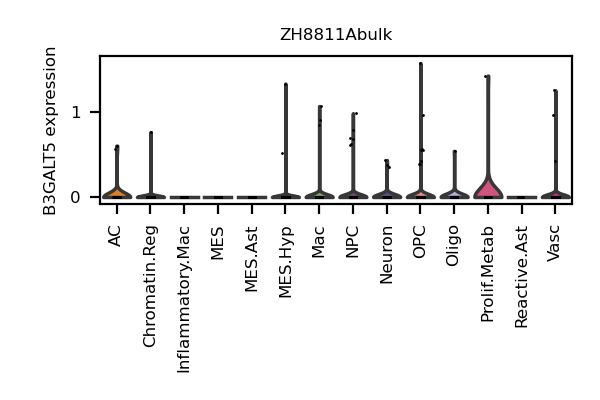 ZH8811Abulk
B3GALT5 expression
1
0
AC
Chromatin.Reg
Inflammatory.Mac
MES
MES.Ast
MES.Hyp
Mac
NPC
Neuron
OPC
Oligo
Prolif.Metab
Reactive.Ast
Vasc